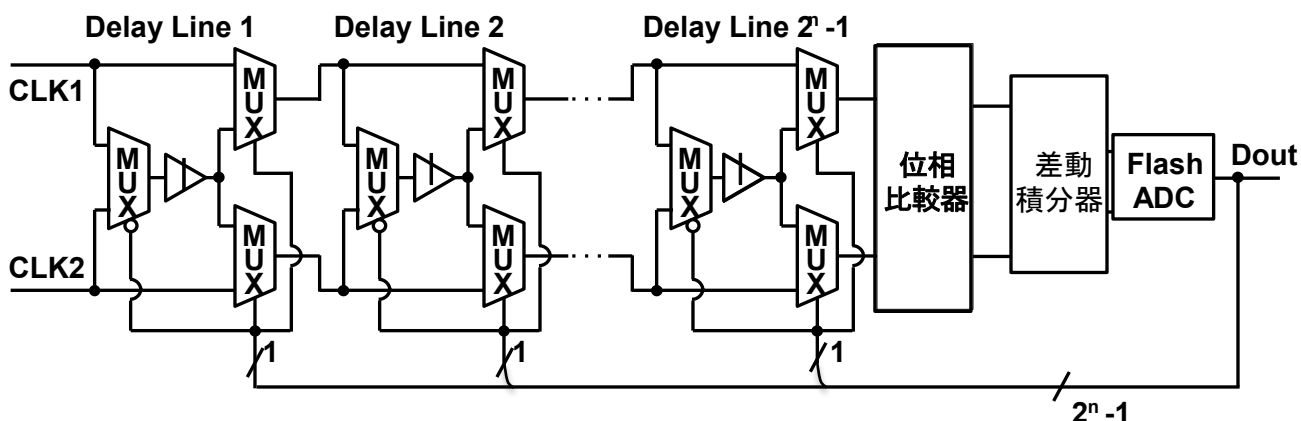 Delay Line 1
Delay Line 2
Delay Line 2ⁿ -1
CLK1
CLK2
MUX
MUX
MUX
MUX
MUX
MUX
MUX
MUX
MUX
. . .
. . .
位相
比較器
差動
積分器
Flash
ADC
Dout
1
1
1
2ⁿ -1